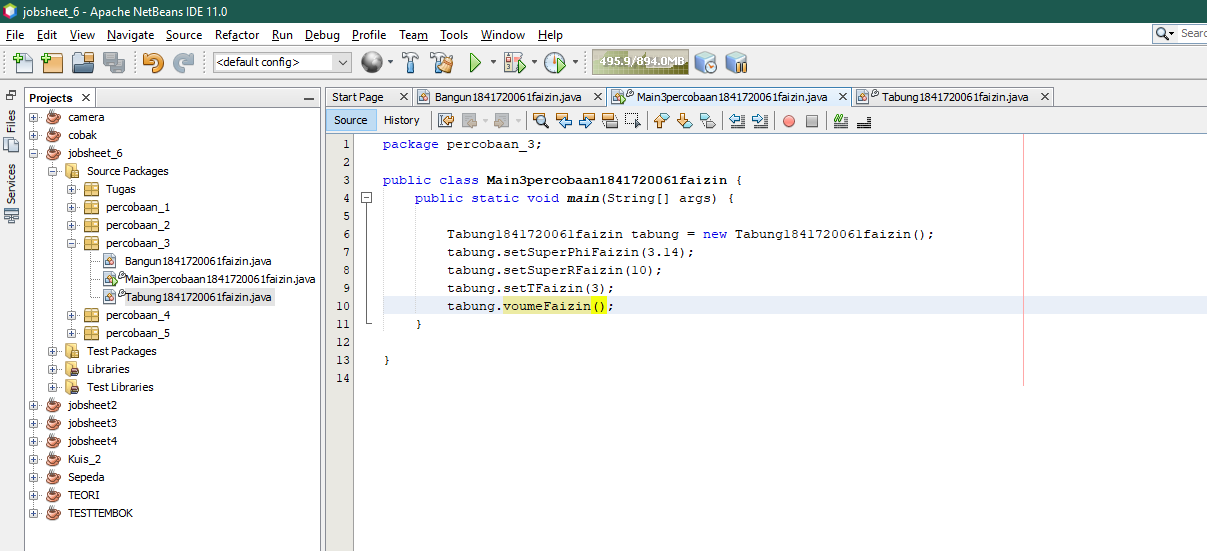 jobsheet_6 - Apache NetBeans IDE 11.0
File Edit View Navigate Source Refactor Run Debug Profile Team Tools Window Help
Searc
<default config>
495.9/894.0MB
Files
Services
Projects
camera
cobak
jobsheet_6
Source Packages
Tugas
percobaan_1
percobaan_2
percobaan_3
Bangun1841720061faizin.java
Main3percobaan1841720061faizin.java
Tabung1841720061faizin.java
percobaan_4
percobaan_5
Test Packages
Libraries
Test Libraries
jobsheet2
jobsheet3
jobsheet4
Kuis_2
Sepeda
TEORI
TESTTEMBOK
Start Page Bangun1841720061faizin.java Main3percobaan1841720061faizin.java Tabung1841720061faizin.java
Source History
1 package percobaan_3;
2
3 public class Main3percobaan1841720061faizin {
4 public static void main(String[] args) {
5
6 Tabung1841720061faizin tabung = new Tabung1841720061faizin();
7 tabung.setSuperPhiFaizin(3.14);
8 tabung.setSuperRFaizin(10);
9 tabung.setTFaizin(3);
10 tabung.voumeFaizin();
11 }
12
13 }
14